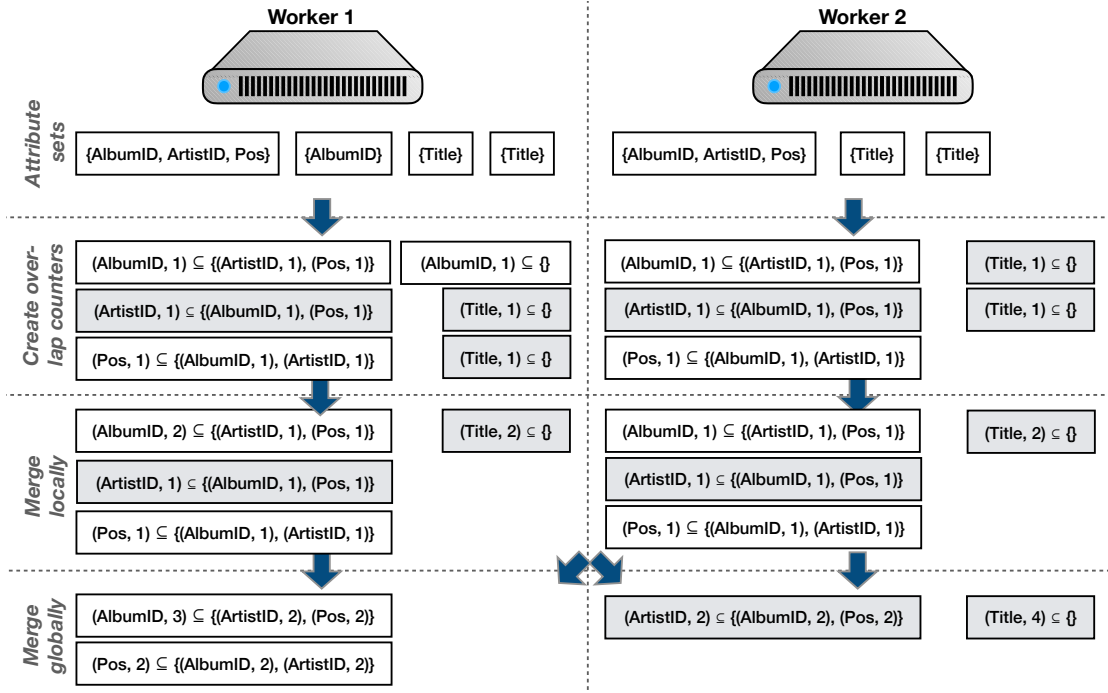 Worker 1
Worker 2
Attribute
sets
{AlbumID, ArtistID, Pos}
{AlbumID}
{Title}
{Title}
{AlbumID, ArtistID, Pos}
{Title}
{Title}
Create over-
lap counters
(AlbumID, 1) ⊆ {(ArtistID, 1), (Pos, 1)}
(AlbumID, 1) ⊆ {}
(ArtistID, 1) ⊆ {(AlbumID, 1), (Pos, 1)}
(Title, 1) ⊆ {}
(Pos, 1) ⊆ {(AlbumID, 1), (ArtistID, 1)}
(Title, 1) ⊆ {}
(AlbumID, 1) ⊆ {(ArtistID, 1), (Pos, 1)}
(Title, 1) ⊆ {}
(ArtistID, 1) ⊆ {(AlbumID, 1), (Pos, 1)}
(Title, 1) ⊆ {}
(Pos, 1) ⊆ {(AlbumID, 1), (ArtistID, 1)}
Merge
locally
(AlbumID, 2) ⊆ {(ArtistID, 1), (Pos, 1)}
(Title, 2) ⊆ {}
(ArtistID, 1) ⊆ {(AlbumID, 1), (Pos, 1)}
(Pos, 1) ⊆ {(AlbumID, 1), (ArtistID, 1)}
(AlbumID, 1) ⊆ {(ArtistID, 1), (Pos, 1)}
(Title, 2) ⊆ {}
(ArtistID, 1) ⊆ {(AlbumID, 1), (Pos, 1)}
(Pos, 1) ⊆ {(AlbumID, 1), (ArtistID, 1)}
Merge
globally
(AlbumID, 3) ⊆ {(ArtistID, 2), (Pos, 2)}
(Pos, 2) ⊆ {(AlbumID, 2), (ArtistID, 2)}
(ArtistID, 2) ⊆ {(AlbumID, 2), (Pos, 2)}
(Title, 4) ⊆ {}